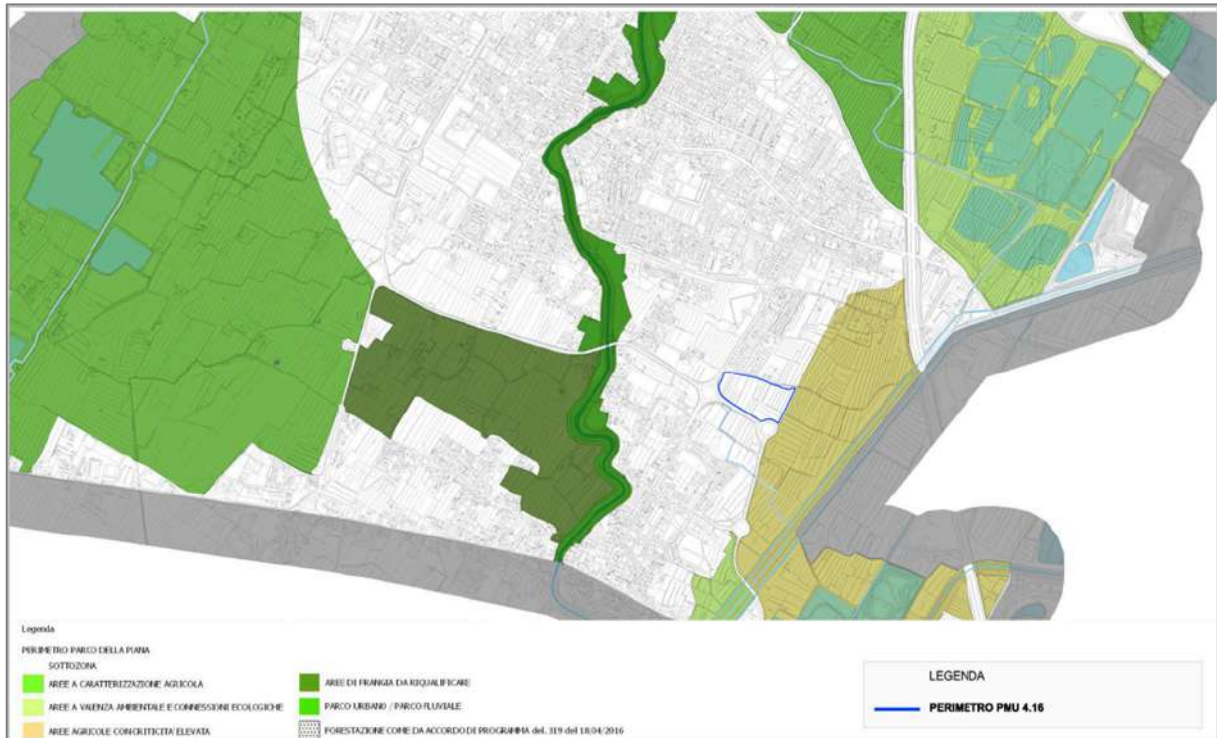 Legenda
PERIMETRO PARCO DELLA PIANA
SOTTOZONA
AREE A CARATTERIZZAZIONE AGRICOLA
AREE A VALENZA AMBIENTALE E CONNESSIONI ECOLOGICHE
AREE AGRICOLE CON CRITICITA' ELEVATA
AREE DI FRANGIA DA RIQUALIFICARE
PARCO URBANO / PARCO FLUVIALE
FORESTAZIONE COME DA ACCORDO DI PROGRAMMA del. 319 del 18/04/2016
LEGENDA
PERIMETRO PMU 4.16